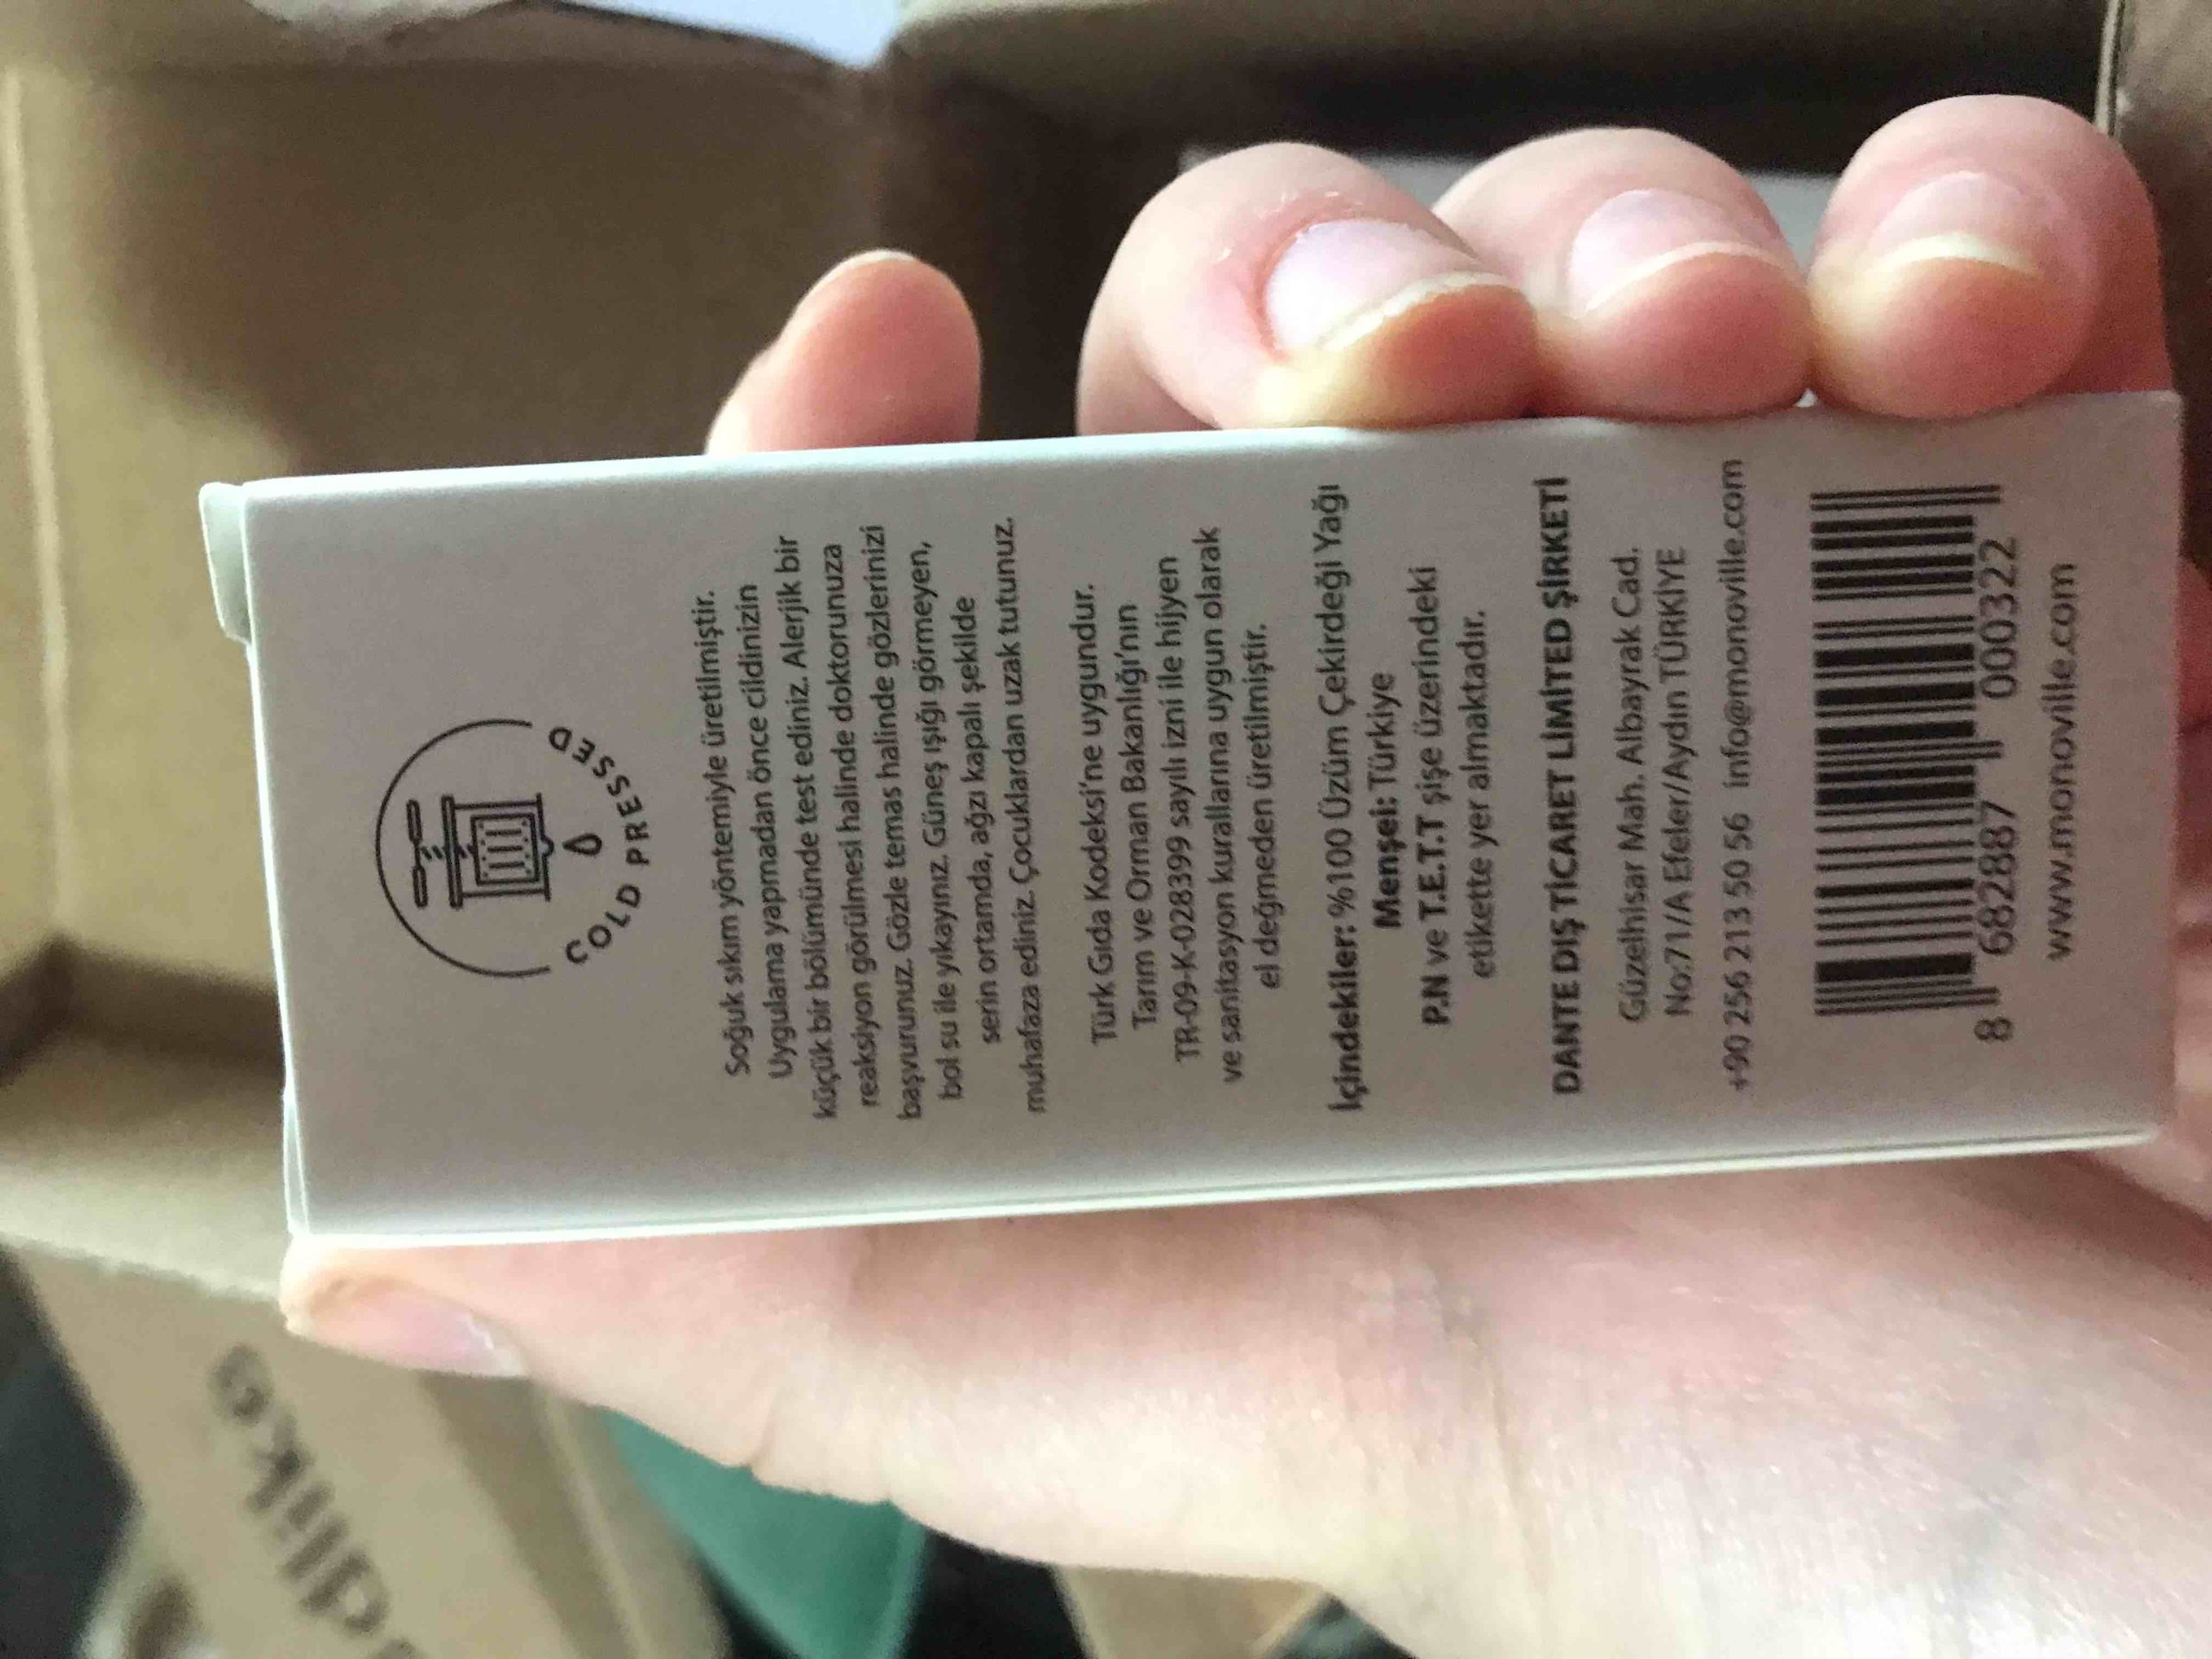 COLD PRESSED
Soğuk sıkım yöntemiyle üretilmiştir.
Uygulama yapmadan önce cildinizin
küçük bir bölümünde test ediniz. Alerjik bir
reaksiyon görülmesi halinde doktorunuza
başvurunuz. Gözle temas halinde gözlerinizi
bol su ile yıkayınız. Güneş ışığı görmeyen,
serin ortamda, ağzı kapalı şekilde
muhafaza ediniz. Çocuklardan uzak tutunuz.
Türk Gıda Kodeksi'ne uygundur.
Tarım ve Orman Bakanlığı'nın
TR-09-K-028399 sayılı izni ile hijyen
ve sanitasyon kurallarına uygun olarak
el değmeden üretilmiştir.
İçindekiler: %100 Üzüm Çekirdeği Yağı
Menşei: Türkiye
P.N ve T.E.T.T şişe üzerindeki
etikette yer almaktadır.
DANTE DIŞ TİCARET LİMİTED ŞİRKETİ
Güzelhisar Mah. Albayrak Cad.
No:71/A Efeler/Aydın TÜRKİYE
+90 256 213 50 56 info@monoville.com
8 682887 000322
www.monoville.com